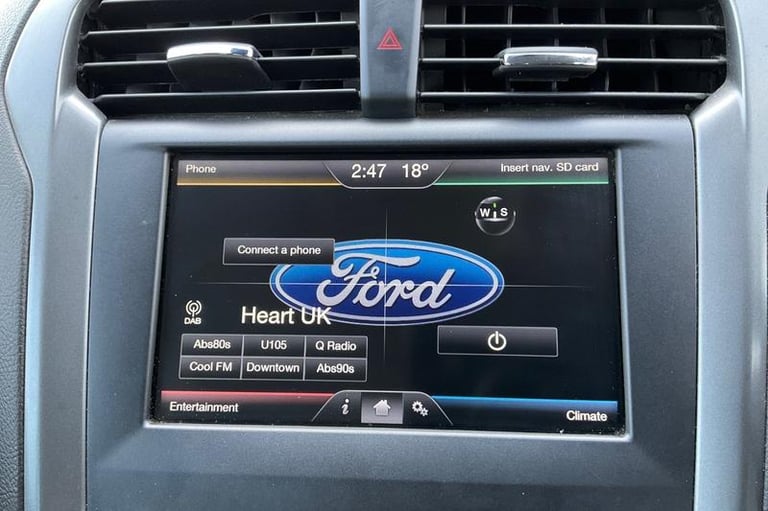 Phone
2:47 18°
Insert nav. SD card
W S
Connect a phone
Ford
DAB
Heart UK
Abs80s U105 Q Radio
Cool FM Downtown Abs90s
Entertainment
i
Climate